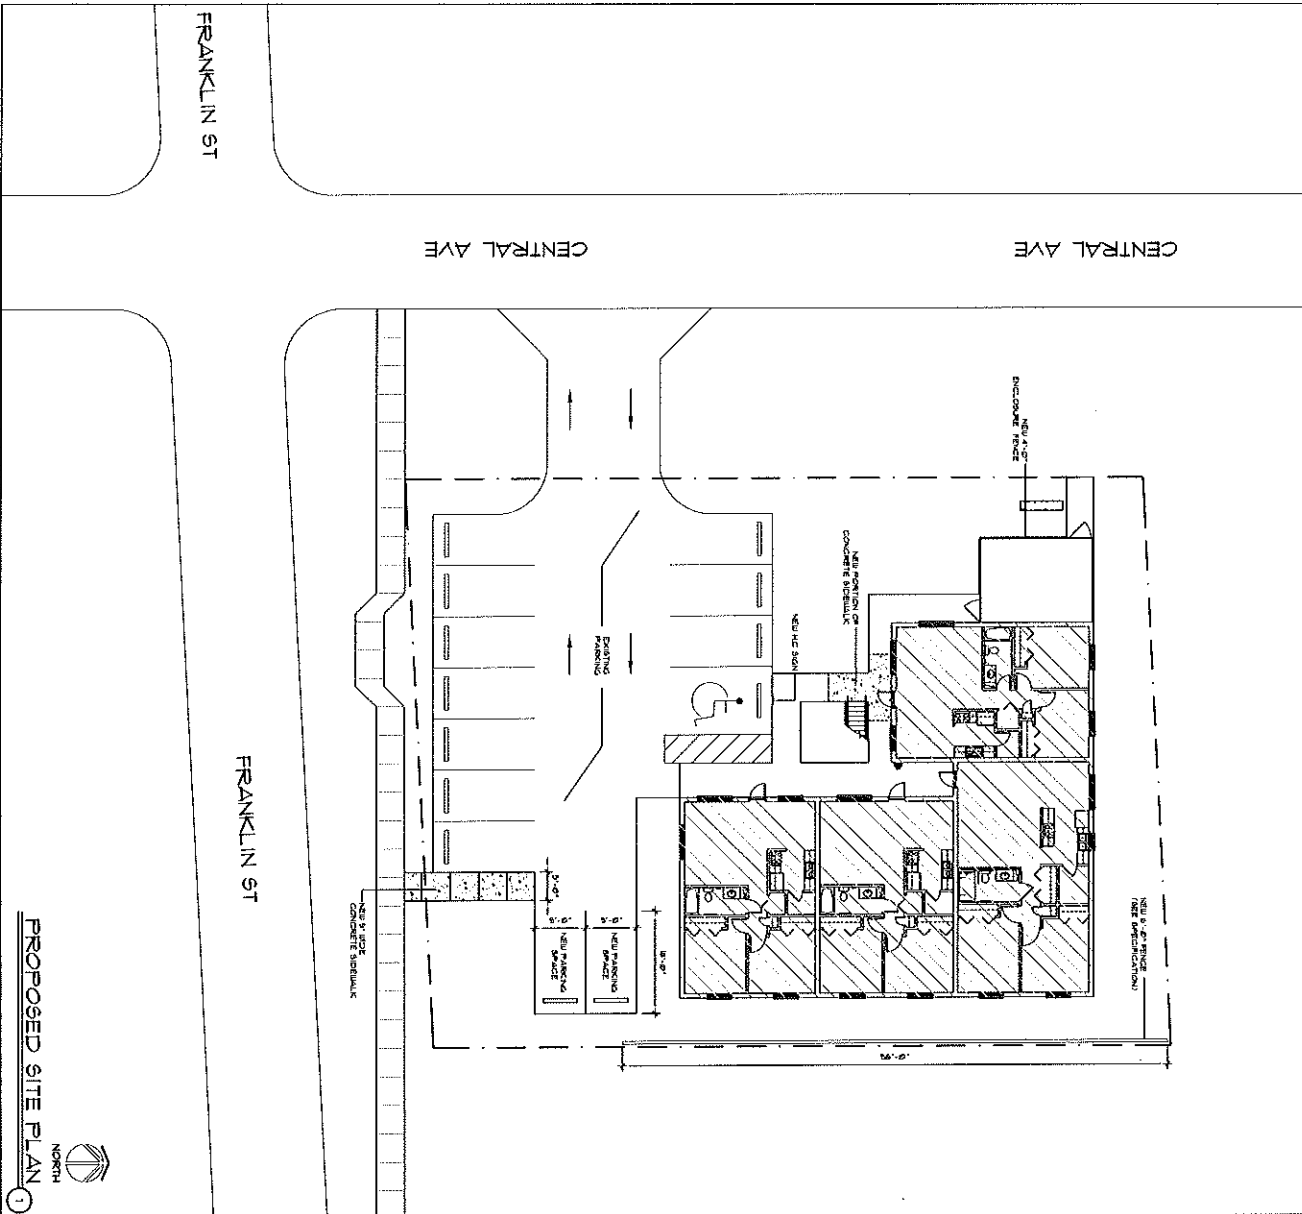 FRANKLIN ST
CENTRAL AVE
CENTRAL AVE
NEW 4'-0"
ENCLOSURE FENCE
NEW PORTION OF
CONCRETE SIDEWALK
NEW H.C. SIGN
EXISTING
PARKING
FRANKLIN ST
NEW 5' WIDE
CONCRETE SIDEWALK
5'-0"
9'-0"
9'-0"
NEW PARKING
SPACE
NEW PARKING
SPACE
18'-0"
NEW 6'-0" FENCE
(SEE SPECIFICATION)
PROPOSED SITE PLAN
NORTH
1